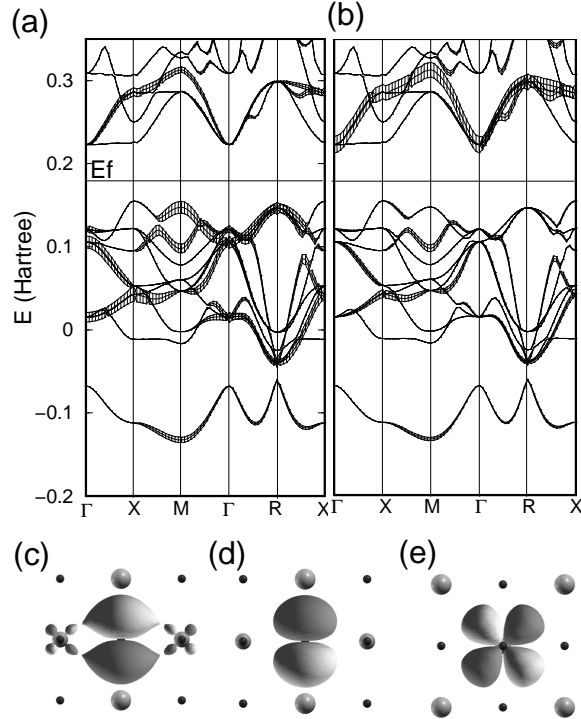 (a) (b)
0.3
0.2
Ef
0.1
E (Hartree)
0
−0.1
−0.2
Γ X M Γ R X Γ X M Γ R X
(c) (d) (e)